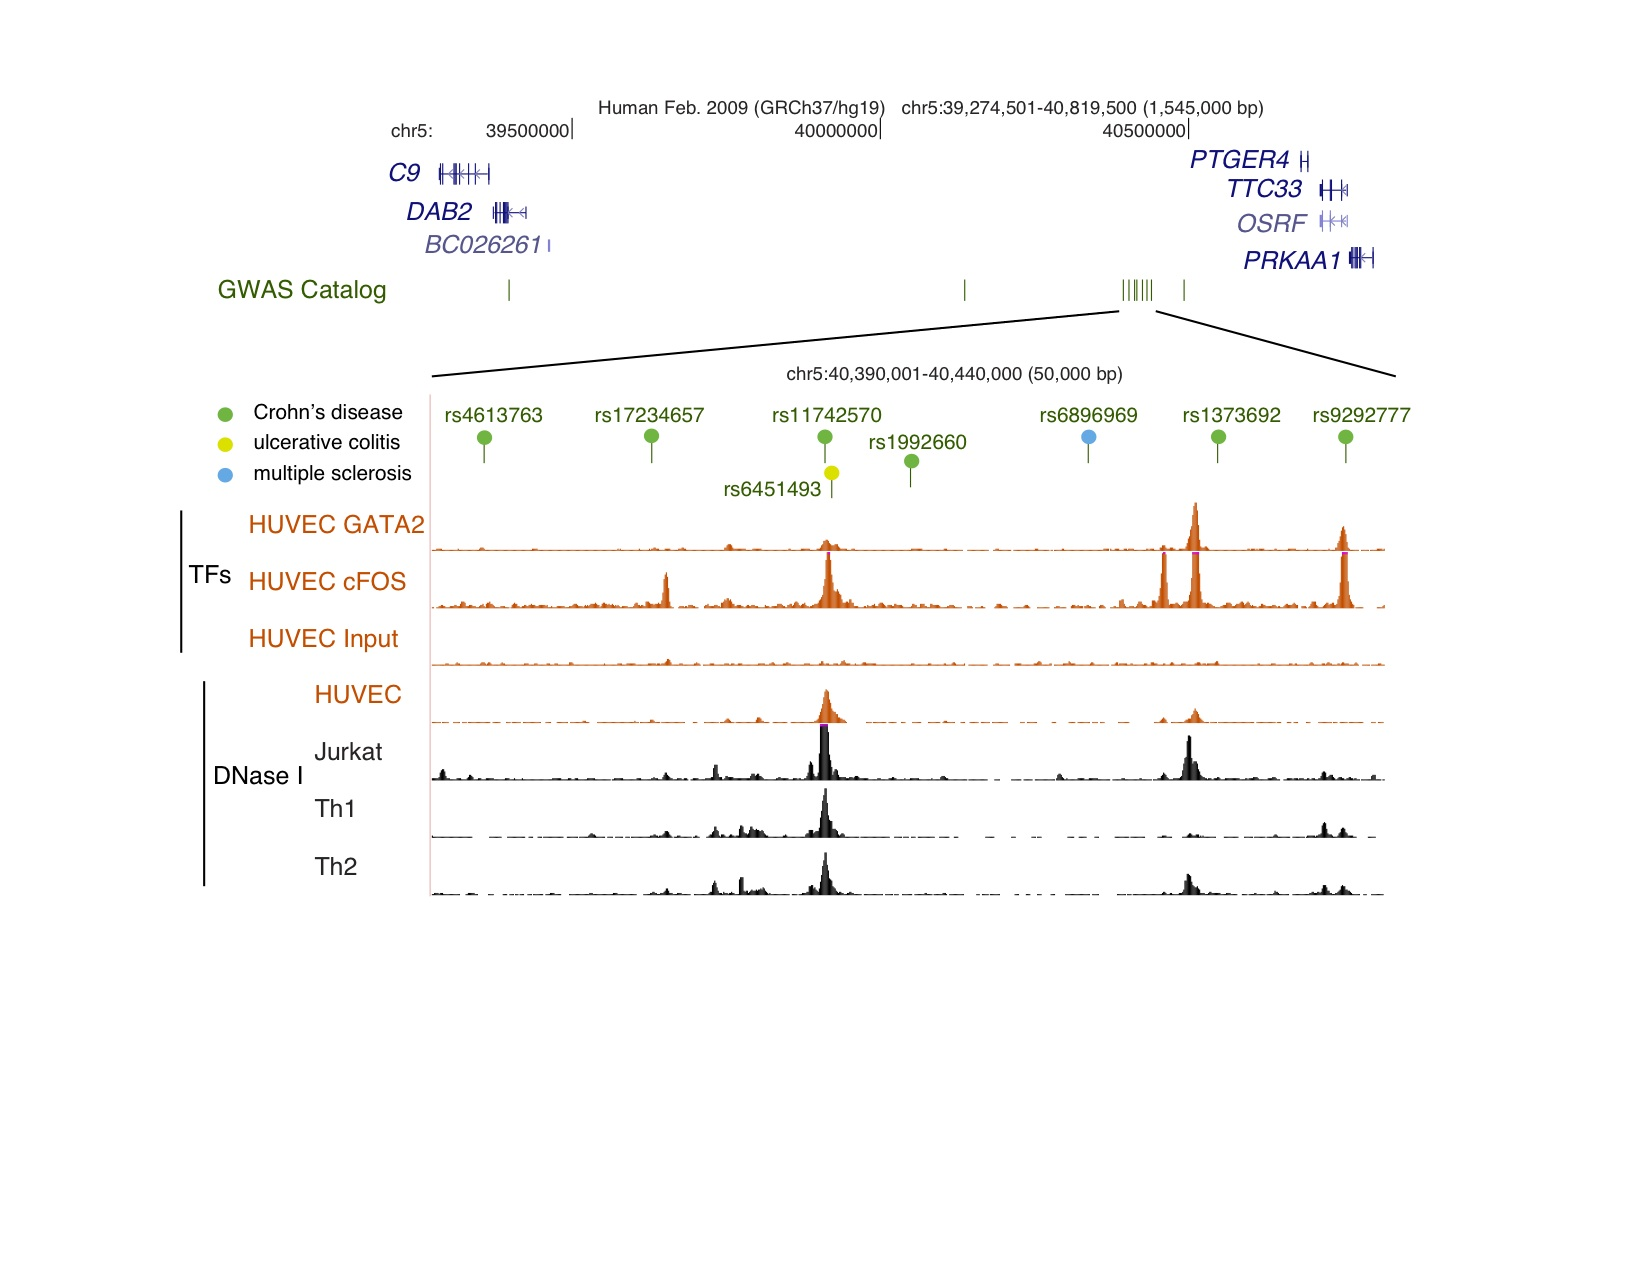 Human Feb. 2009 (GRCh37/hg19) chr5:39,274,501-40,819,500 (1,545,000 bp)
chr5: 39500000| 40000000| 40500000|
PTGER4
C9
TTC33
DAB2
OSRF
BC026261
PRKAA1
GWAS Catalog
chr5:40,390,001-40,440,000 (50,000 bp)
Crohn's disease
rs4613763 rs17234657 rs11742570 rs6896969 rs1373692 rs9292777
ulcerative colitis
rs1992660
multiple sclerosis
rs6451493
HUVEC GATA2
TFs
HUVEC cFOS
HUVEC Input
HUVEC
Jurkat
DNase I
Th1
Th2